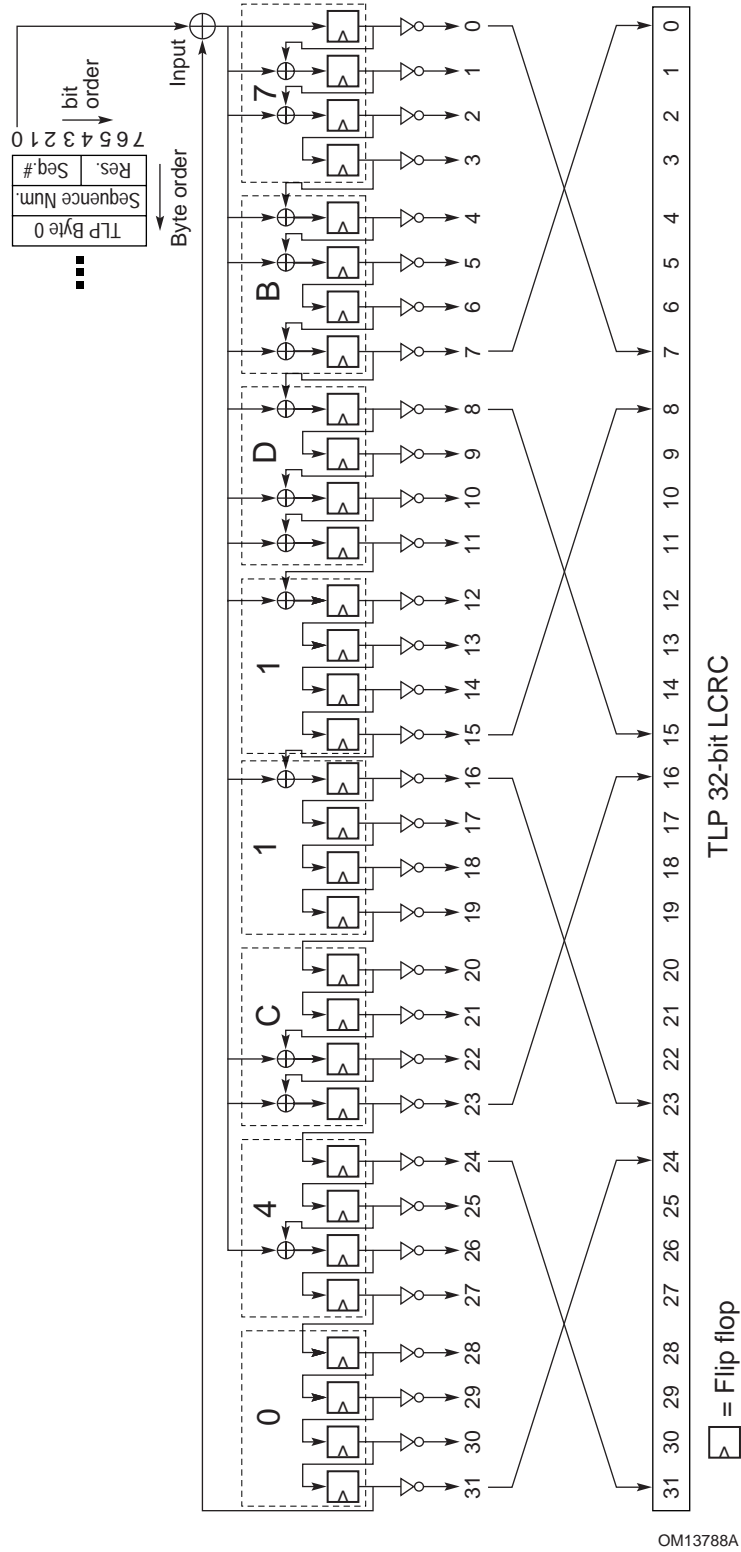 OM13788A
0 1 2 3 4 5 6 7
bit order
Seq.# Res.
Sequence Num.
TLP Byte 0
Byte order
Input
0 4 C 1 1 D B 7
31 30 29 28 27 26 25 24 23 22 21 20 19 18 17 16 15 14 13 12 11 10 9 8 7 6 5 4 3 2 1 0
31 30 29 28 27 26 25 24 23 22 21 20 19 18 17 16 15 14 13 12 11 10 9 8 7 6 5 4 3 2 1 0
TLP 32-bit LCRC
> = Flip flop